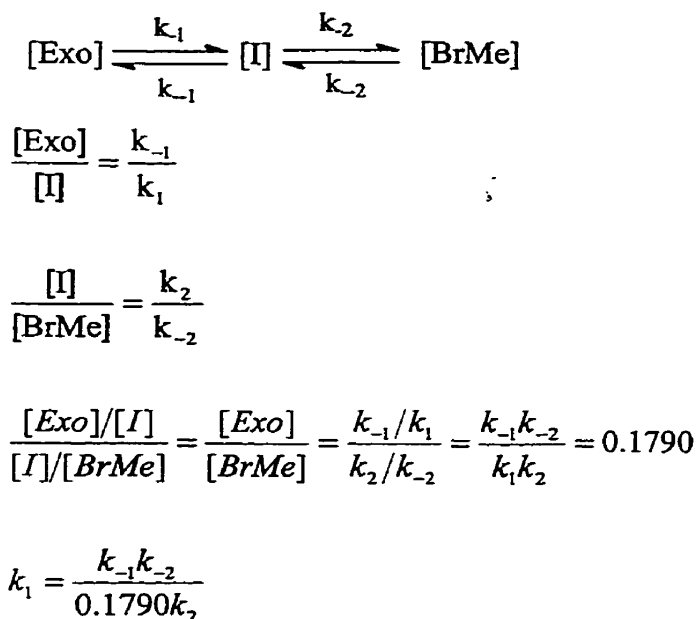 k₋₁ k₋₂
[Exo] ⇌ [I] ⇌ [BrMe]
k₋₁ k₋₂
[Exo]/[I] = k₋₁/k₁
;
[I]/[BrMe] = k₂/k₋₂
([Exo]/[I])/([I]/[BrMe]) = [Exo]/[BrMe] = (k₋₁/k₁)/(k₂/k₋₂) = k₋₁k₋₂/k₁k₂ = 0.1790
k₁ = k₋₁k₋₂/0.1790k₂